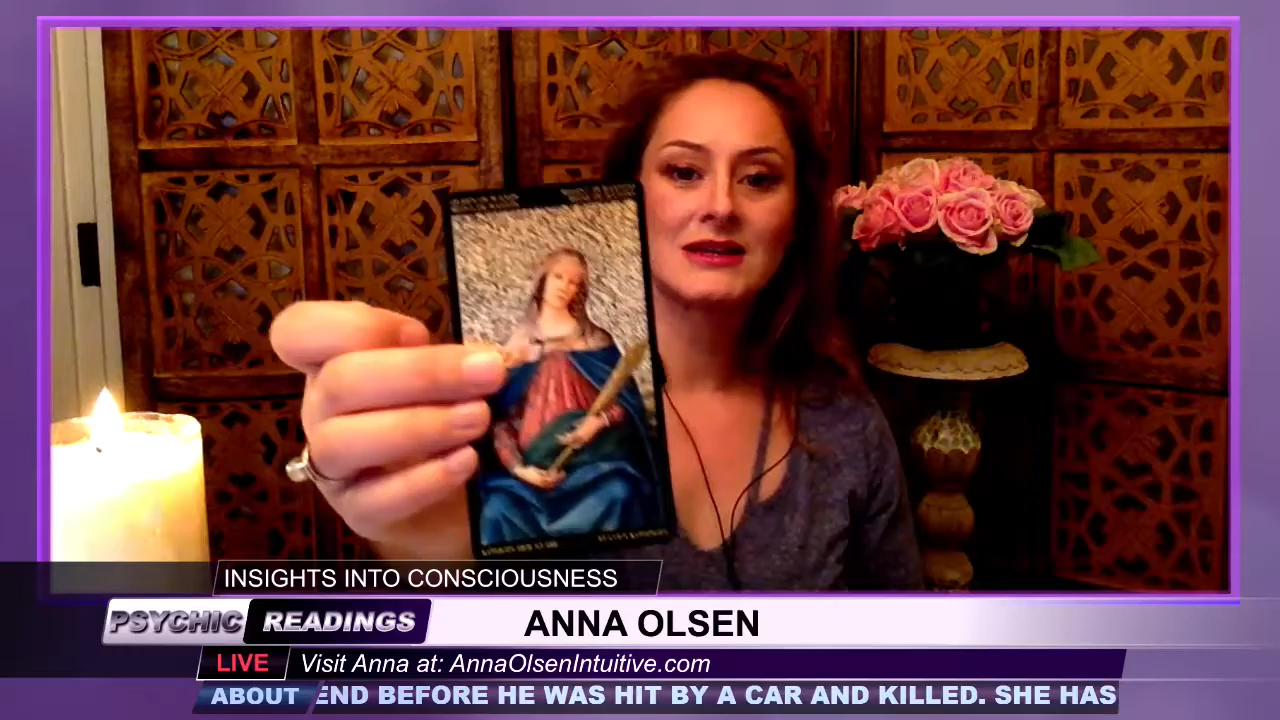 INSIGHTS INTO CONSCIOUSNESS
PSYCHIC READINGS
ANNA OLSEN
LIVE Visit Anna at: AnnaOlsenIntuitive.com
ABOUT END BEFORE HE WAS HIT BY A CAR AND KILLED. SHE HAS